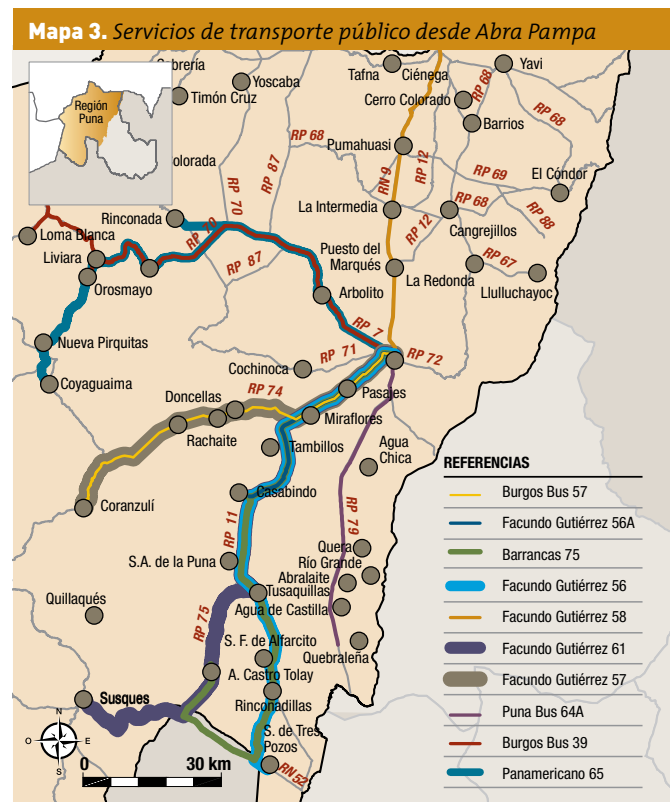 Mapa 3. Servicios de transporte público desde Abra Pampa
Región
Puna
Timón Cruz
Yoscaba
Tafna
Ciénega
Yavi
Cerro Colorado
RP 68
Barrios
RP 68
RP 68
Pumahuasi
RP 87
RP 70
RN 9
RP 12
RP 69
El Cóndor
Rinconada
La Intermedia
RP 68
RP 88
Cangrejillos
RP 12
Loma Blanca
Liviara
RP 87
Puesto del
Marqués
La Redonda
RP 67
Llulluchayoc
Orosmayo
Arbolito
RP 7
Nueva Pirquitas
RP 71
RP 72
Cochinoca
Coyaguaima
Doncellas
RP 74
Pasajes
Miraflores
Rachaite
Tambillos
Agua
Chica
Coranzulí
Casabindo
RP 11
RP 79
S.A. de la Puna
Quera
Río Grande
Abralaite
Tusaquillas
Agua de Castilla
Quillaqués
RP 75
S. F. de Alfarcito
Quebraleña
A. Castro Tolay
Susques
Rinconadillas
S. de Tres
Pozos
RN 52
N
O
E
S
0
30 km
REFERENCIAS
Burgos Bus 57
Facundo Gutiérrez 56A
Barrancas 75
Facundo Gutiérrez 56
Facundo Gutiérrez 58
Facundo Gutiérrez 61
Facundo Gutiérrez 57
Puna Bus 64A
Burgos Bus 39
Panamericano 65